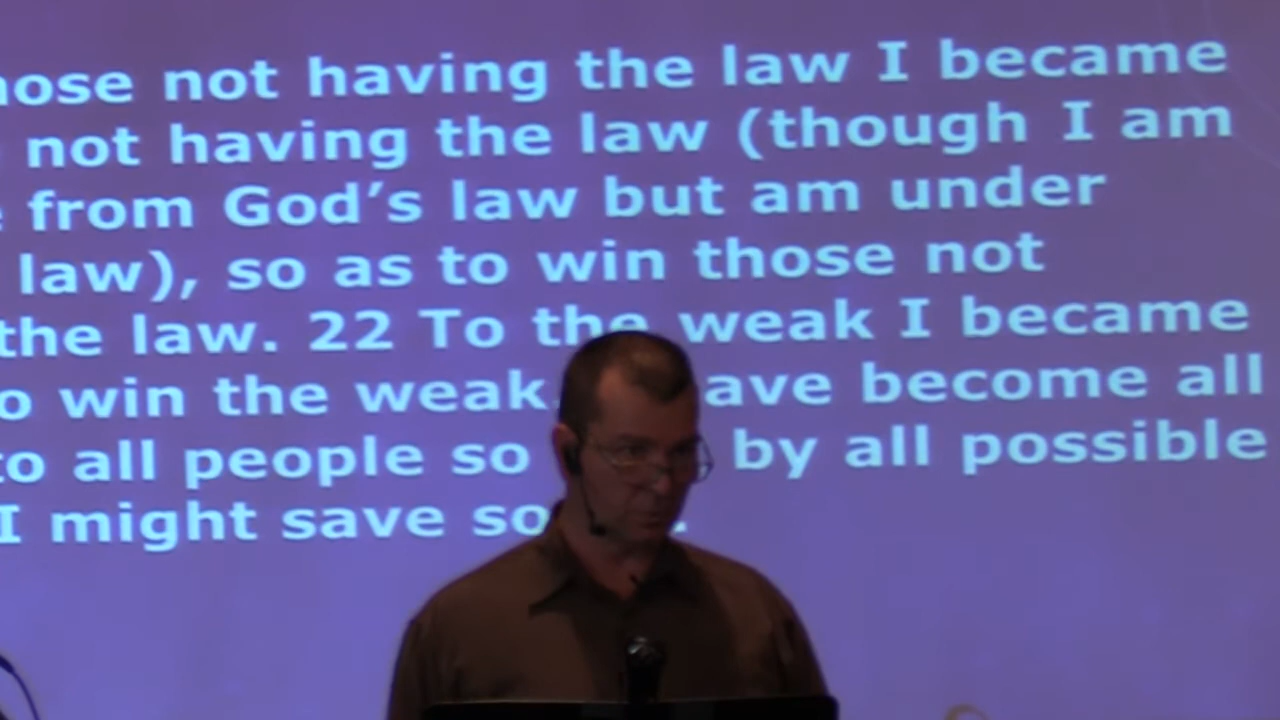 hose not having the law I became
not having the law (though I am
from God's law but am under
law), so as to win those not
the law. 22 To the weak I became
o win the weak. ave become all
to all people so by all possible
I might save so .